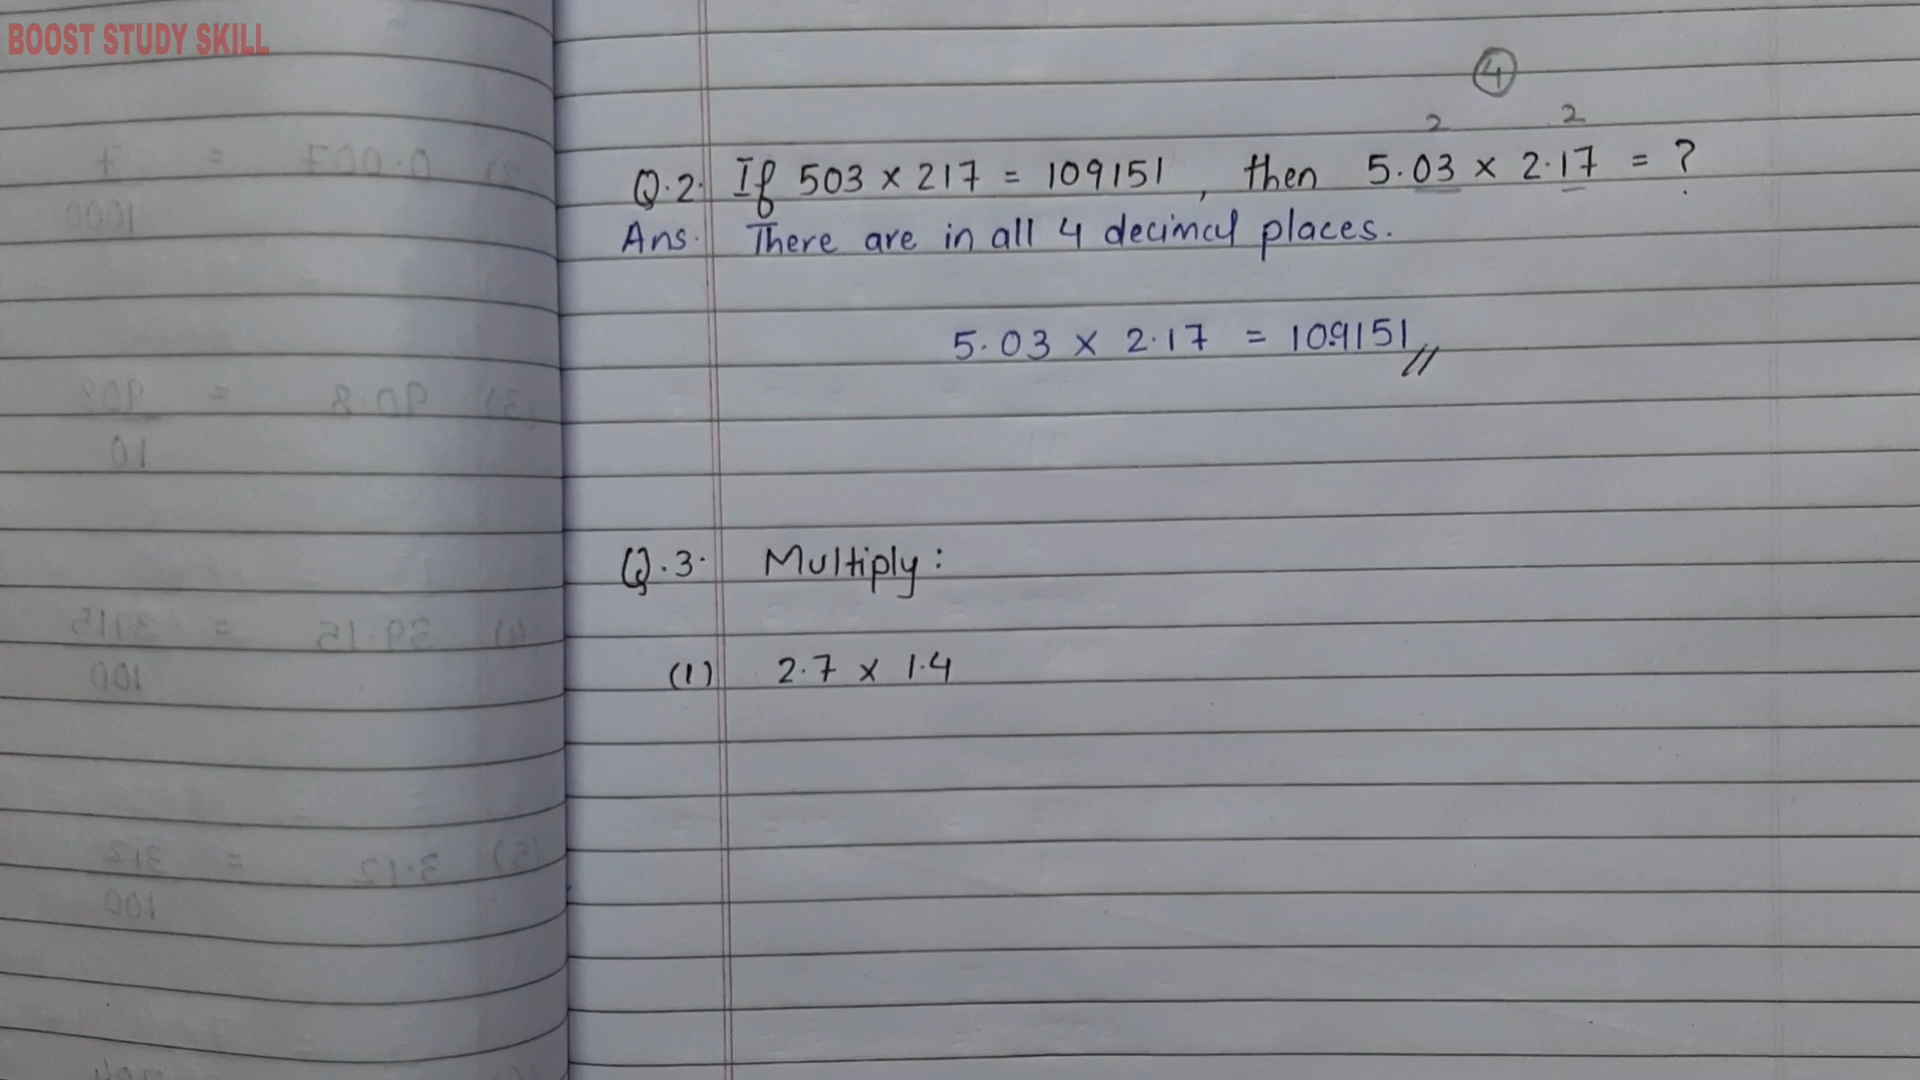 BOOST STUDY SKILL
4
2 2
Q.2. If 503 × 217 = 109151, then 5.03 × 2.17 = ?
Ans. There are in all 4 decimal places.
5.03 × 2.17 = 10.9151//
Q.3. Multiply:
(1) 2.7 × 1.4